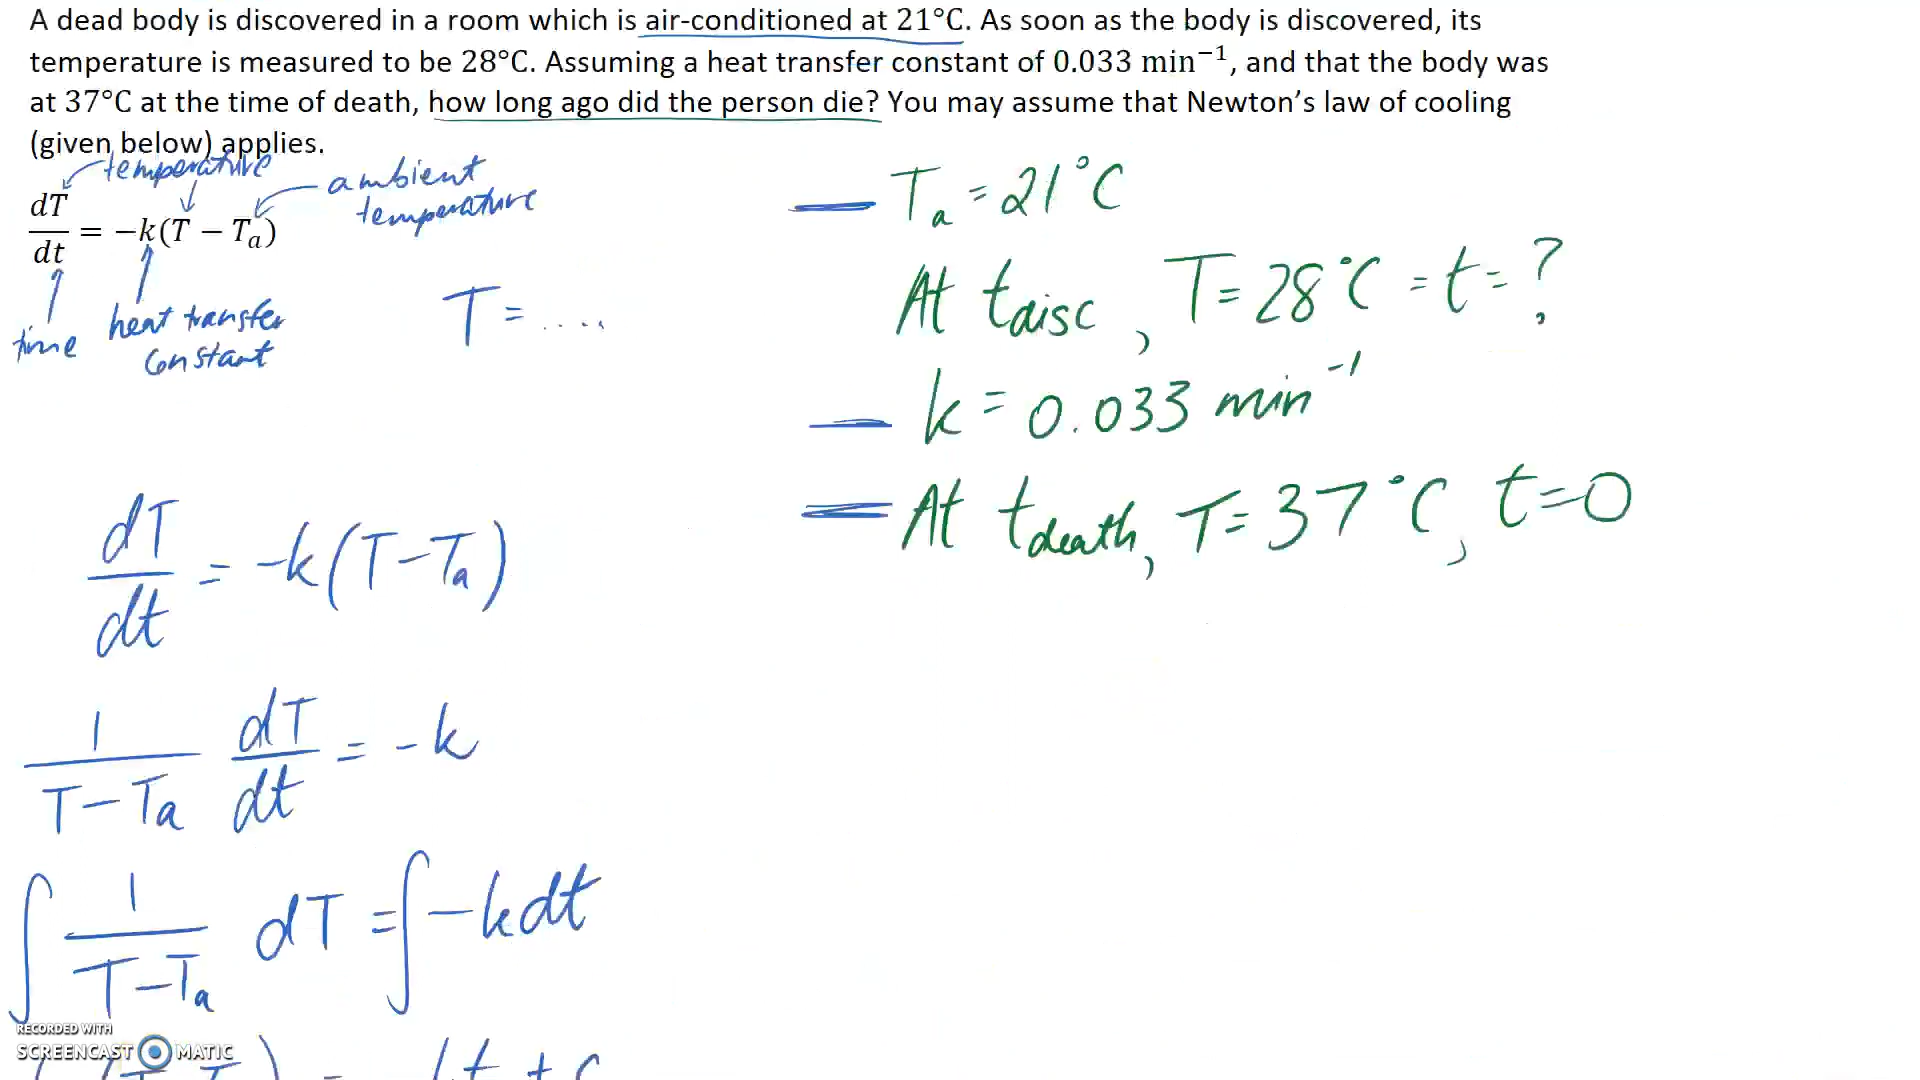 A dead body is discovered in a room which is air-conditioned at 21°C. As soon as the body is discovered, its
temperature is measured to be 28°C. Assuming a heat transfer constant of 0.033 min⁻¹, and that the body was
at 37°C at the time of death, how long ago did the person die? You may assume that Newton's law of cooling
(given below) applies.
temperature
ambient
temperature
dT/dt = −k(T − Tₐ)
time
heat transfer
constant
T = ....
Tₐ = 21°C
At t_disc, T = 28°C = t = ?
k = 0.033 min⁻¹
At t_death, T = 37°C, t = 0
dT/dt = -k(T - Tₐ)
1/(T - Tₐ) dT/dt = -k
∫ 1/(T - Tₐ) dT = ∫ -k dt
RECORDED WITH
SCREENCAST MATIC